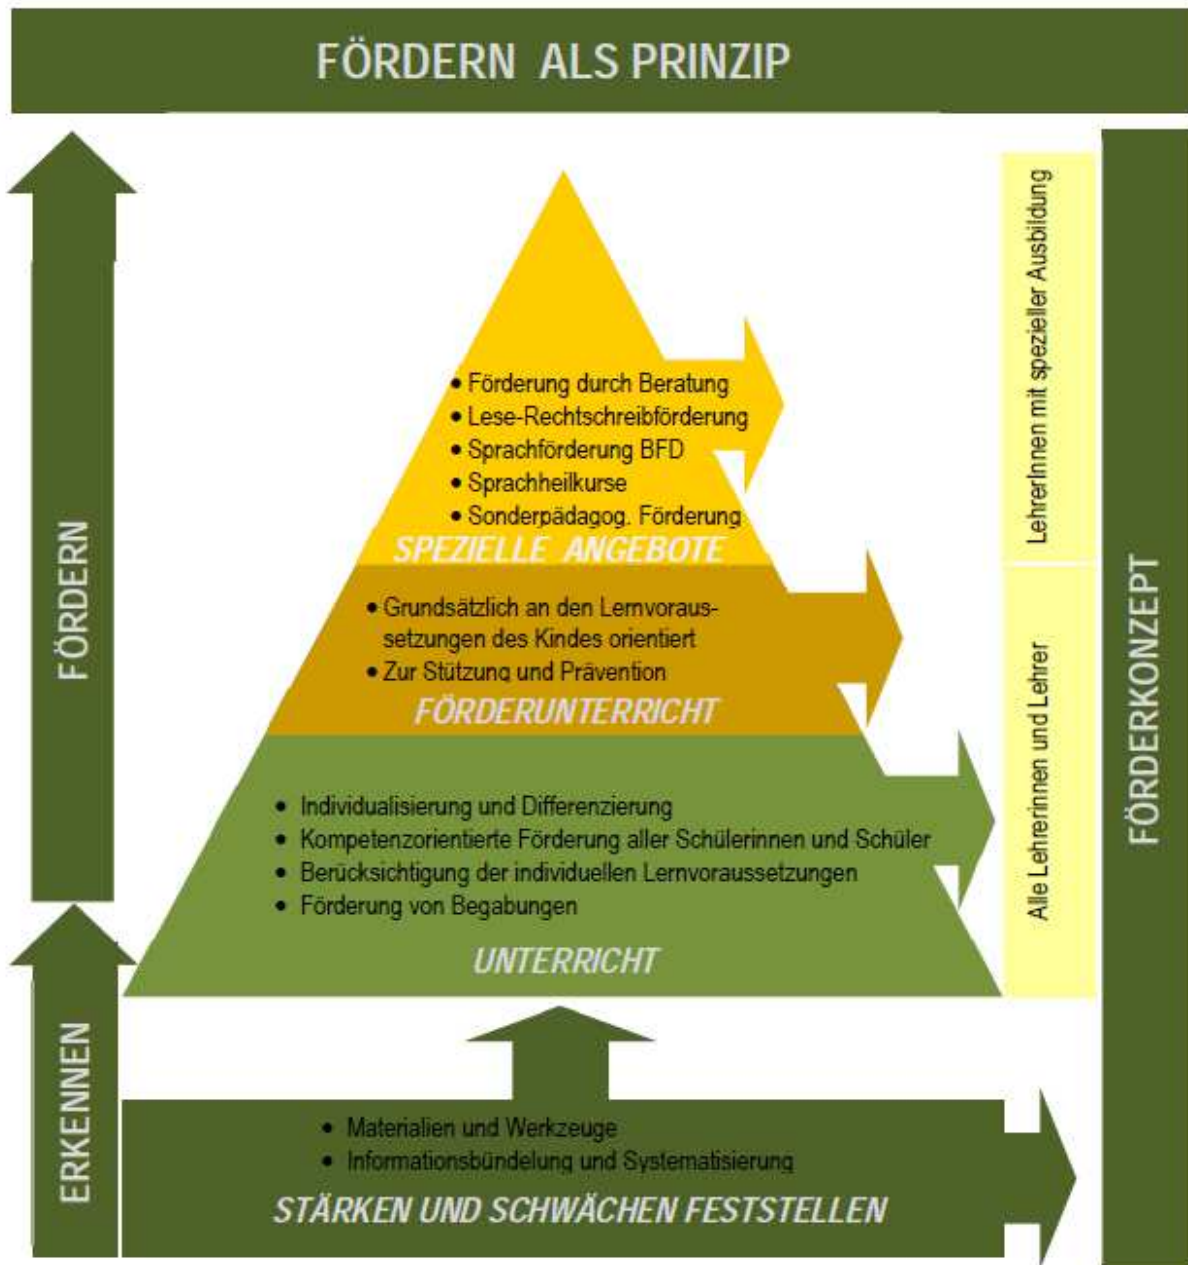 FÖRDERN ALS PRINZIP
FÖRDERN
ERKENNEN
• Förderung durch Beratung
• Lese-Rechtschreibförderung
• Sprachförderung BFD
• Sprachheilkurse
• Sonderpädagog. Förderung
SPEZIELLE ANGEBOTE
• Grundsätzlich an den Lernvoraus-
setzungen des Kindes orientiert
• Zur Stützung und Prävention
FÖRDERUNTERRICHT
• Individualisierung und Differenzierung
• Kompetenzorientierte Förderung aller Schülerinnen und Schüler
• Berücksichtigung der individuellen Lernvoraussetzungen
• Förderung von Begabungen
UNTERRICHT
• Materialien und Werkzeuge
• Informationsbündelung und Systematisierung
STÄRKEN UND SCHWÄCHEN FESTSTELLEN
LehrerInnen mit spezieller Ausbildung
Alle Lehrerinnen und Lehrer
FÖRDERKONZEPT